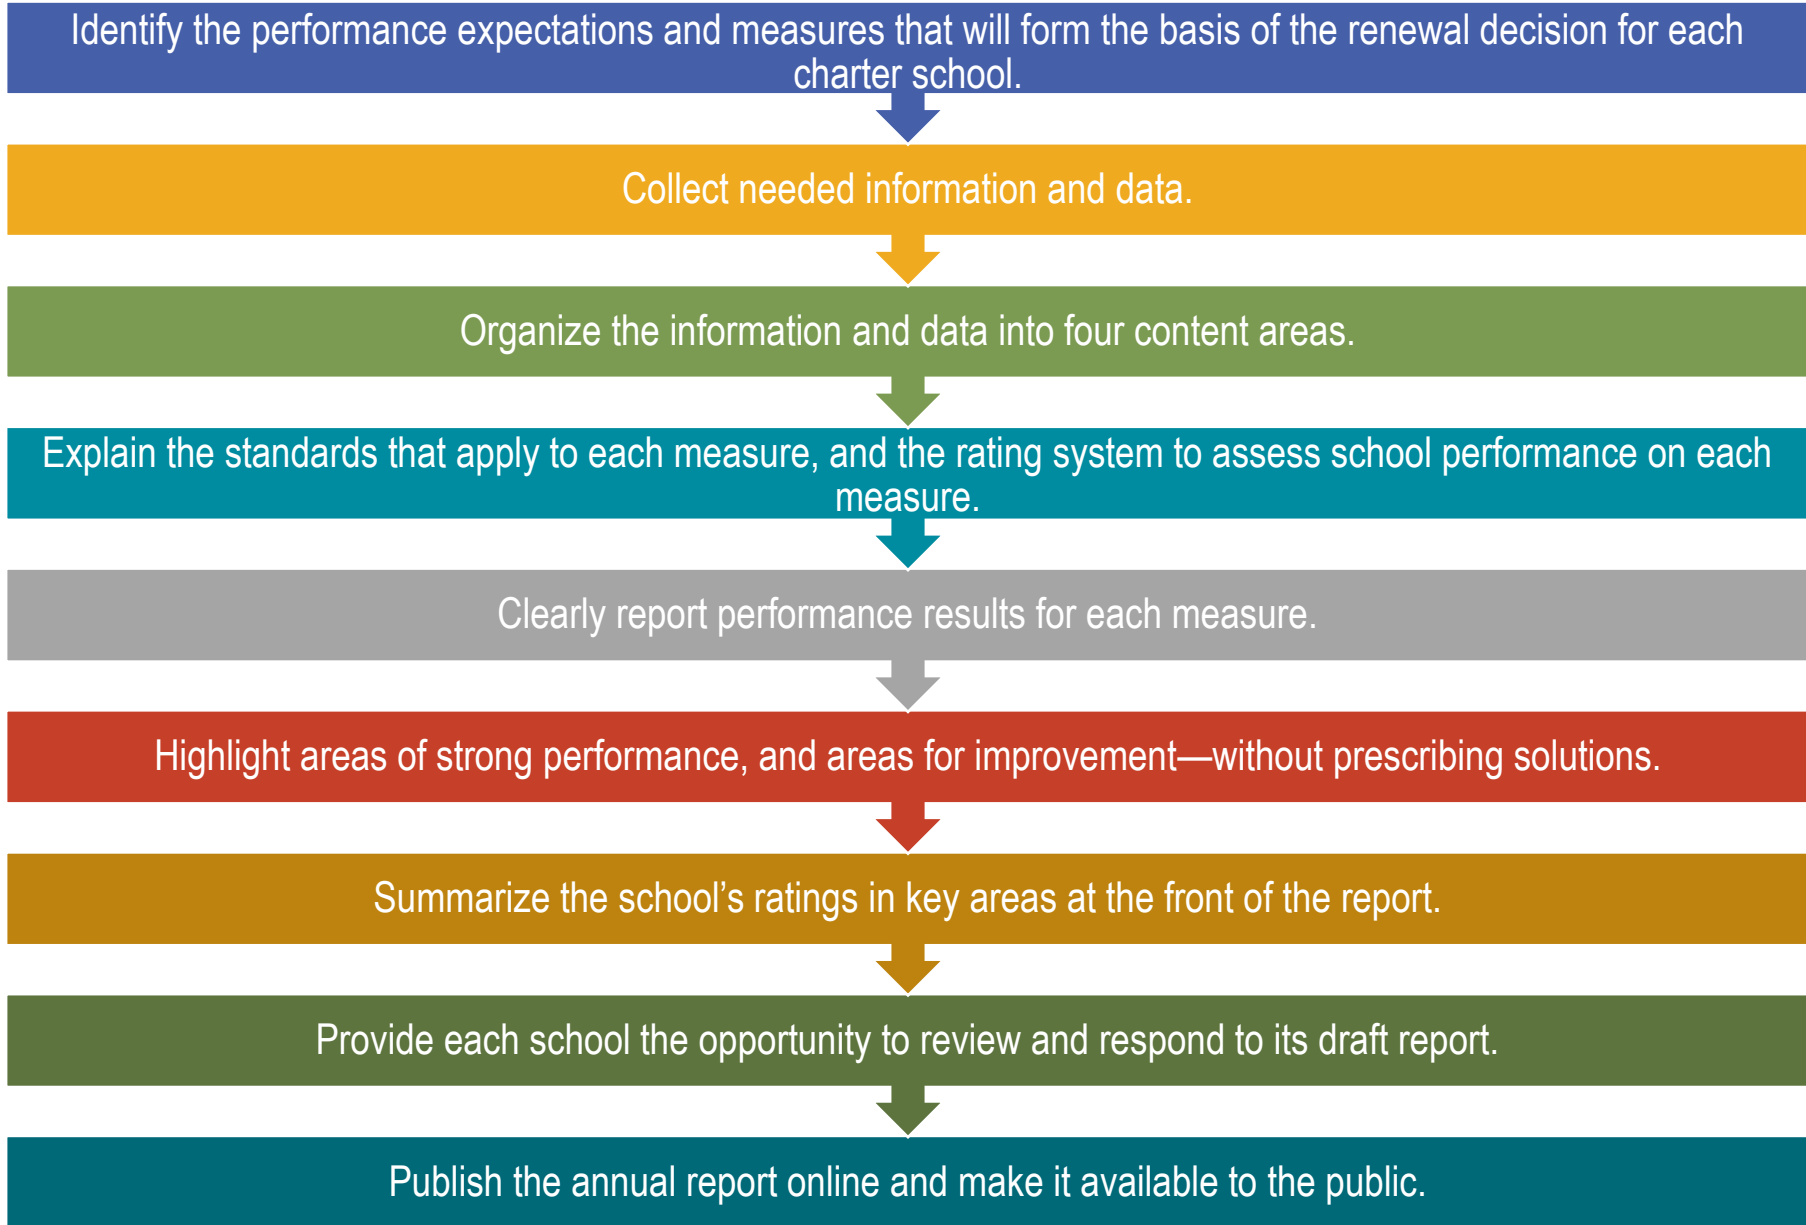 Identify the performance expectations and measures that will form the basis of the renewal decision for each
charter school.
Collect needed information and data.
Organize the information and data into four content areas.
Explain the standards that apply to each measure, and the rating system to assess school performance on each
measure.
Clearly report performance results for each measure.
Highlight areas of strong performance, and areas for improvement—without prescribing solutions.
Summarize the school’s ratings in key areas at the front of the report.
Provide each school the opportunity to review and respond to its draft report.
Publish the annual report online and make it available to the public.